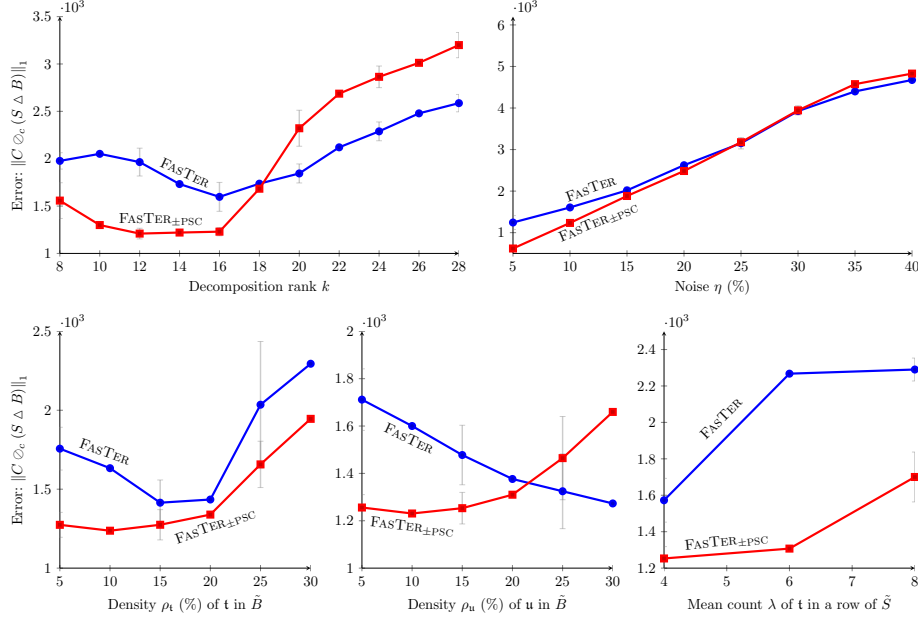 ·10³
3.5
3
2.5
2
1.5
1
8 10 12 14 16 18 20 22 24 26 28
Decomposition rank k
Error: ‖C ⊘c (S △ B)‖₁
FasTer
FasTer±PSC
·10³
6
5
4
3
2
1
5 10 15 20 25 30 35 40
Noise η (%)
FasTer
FasTer±PSC
·10³
2.5
2
1.5
1
5 10 15 20 25 30
Density ρ𝔱 (%) of 𝔱 in B̃
Error: ‖C ⊘c (S △ B)‖₁
FasTer
FasTer±PSC
·10³
2
1.8
1.6
1.4
1.2
1
5 10 15 20 25 30
Density ρ𝔲 (%) of 𝔲 in B̃
FasTer
FasTer±PSC
·10³
2.4
2.2
2
1.8
1.6
1.4
1.2
4 5 6 7 8
Mean count λ of 𝔱 in a row of S̃
FasTer
FasTer±PSC